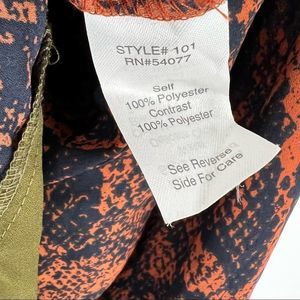 STYLE# 101
RN#54077
Self
100% Polyester
Contrast
100% Polyester
See Reverse
Side For Care